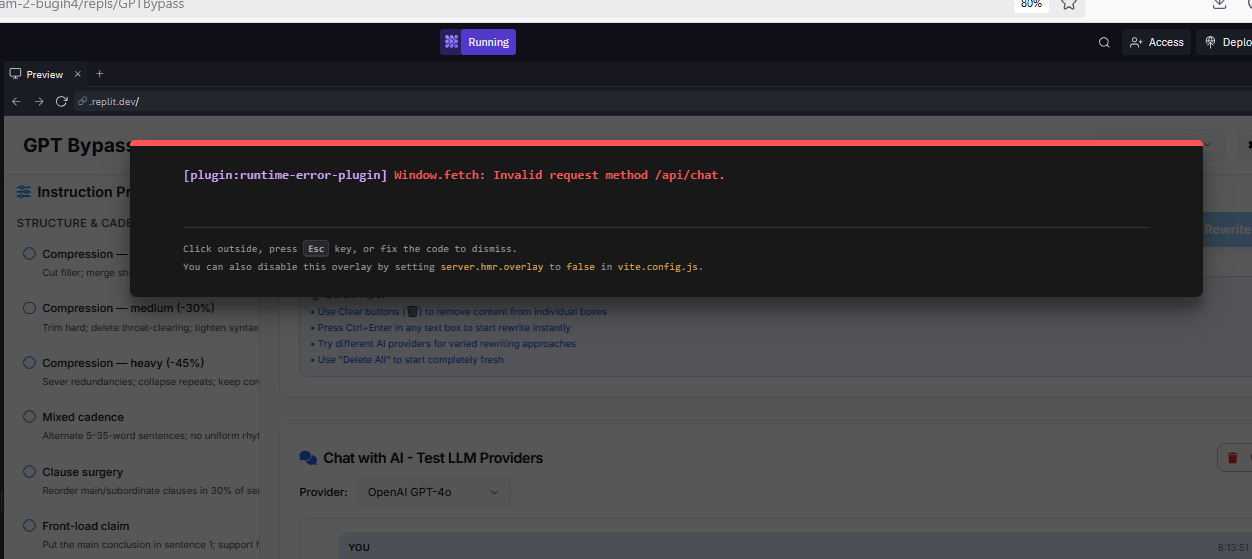 am-2-bugih4/repls/GPTBypass
80%
Running
Access
Preview
.replit.dev/
GPT Bypass
[plugin:runtime-error-plugin] Window.fetch: Invalid request method /api/chat.
Click outside, press Esc key, or fix the code to dismiss.
You can also disable this overlay by setting server.hmr.overlay to false in vite.config.js.
STRUCTURE &
Compression —
Cut filler; merge
Rewrite
Compression — medium (-30%)
Trim hard; delete throat-clearing; tighten syntax
Compression — heavy (-45%)
Sever redundancies; collapse repeats; keep
Mixed cadence
Alternate 5–35-word sentences; no uniform
Clause surgery
Reorder main/subordinate clauses in 30% of
Front-load claim
Put the main conclusion in sentence 1; support
• Use Clear buttons (🗑) to remove content from individual boxes
• Press Ctrl+Enter in any text box to start rewrite instantly
• Try different AI providers for varied rewriting approaches
• Use "Delete All" to start completely fresh
Chat with AI - Test LLM Providers
Provider: OpenAI GPT-4o
YOU
8:13:51